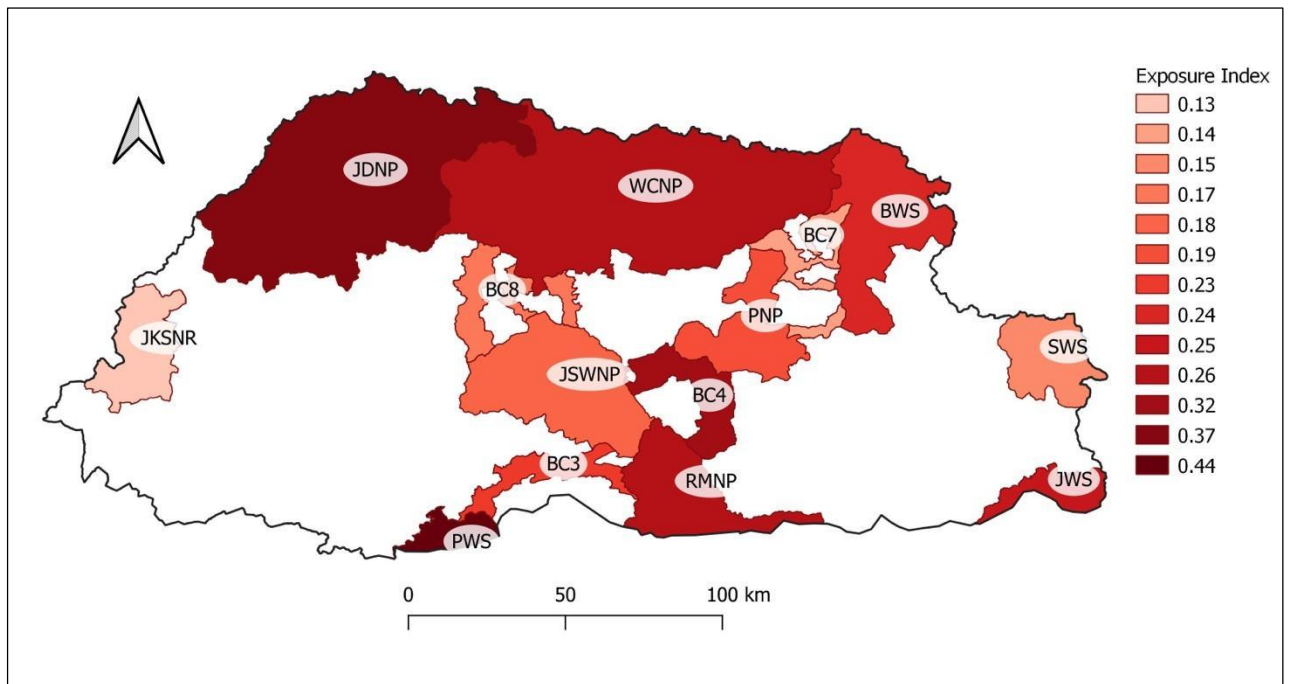 Exposure Index
0.13
0.14
0.15
0.17
0.18
0.19
0.23
0.24
0.25
0.26
0.32
0.37
0.44
JDNP
WCNP
BWS
BC7
BC8
PNP
JKSNR
SWS
JSWNP
BC4
BC3
RMNP
JWS
PWS
0 50 100 km